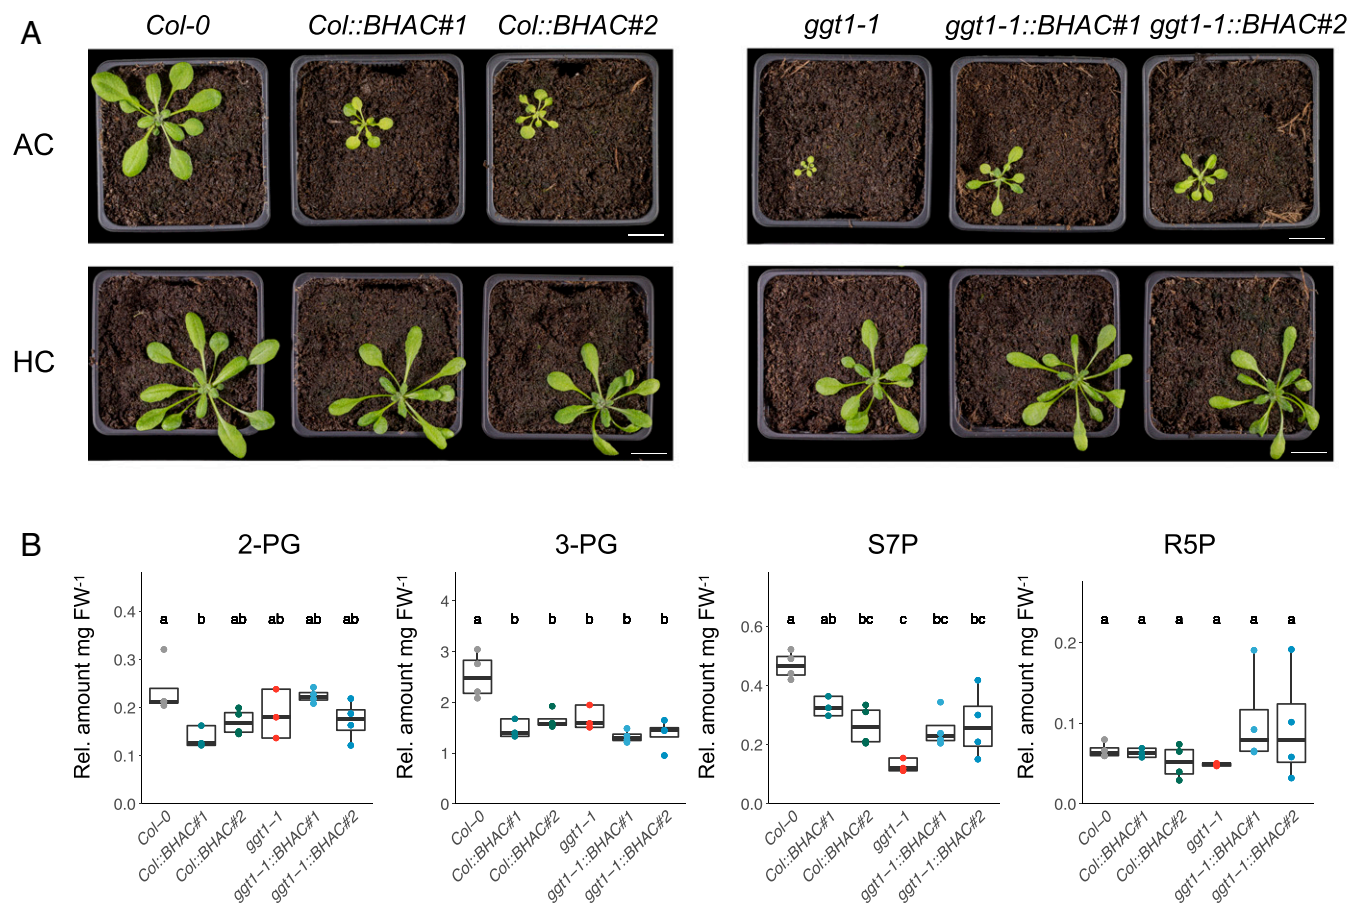 A
Col-0 Col::BHAC#1 Col::BHAC#2 ggt1-1 ggt1-1::BHAC#1 ggt1-1::BHAC#2
AC
HC
B
2-PG
Rel. amount mg FW-1
0.4
0.3
0.2
0.1
0.0
a b ab ab ab ab
Col-0
Col::BHAC#1
Col::BHAC#2
ggt1-1
ggt1-1::BHAC#1
ggt1-1::BHAC#2
3-PG
Rel. amount mg FW-1
4
3
2
1
0
a b b b b b
Col-0
Col::BHAC#1
Col::BHAC#2
ggt1-1
ggt1-1::BHAC#1
ggt1-1::BHAC#2
S7P
Rel. amount mg FW-1
0.6
0.4
0.2
0.0
a ab bc c bc bc
Col-0
Col::BHAC#1
Col::BHAC#2
ggt1-1
ggt1-1::BHAC#1
ggt1-1::BHAC#2
R5P
Rel. amount mg FW-1
0.2
0.1
0.0
a a a a a a
Col-0
Col::BHAC#1
Col::BHAC#2
ggt1-1
ggt1-1::BHAC#1
ggt1-1::BHAC#2